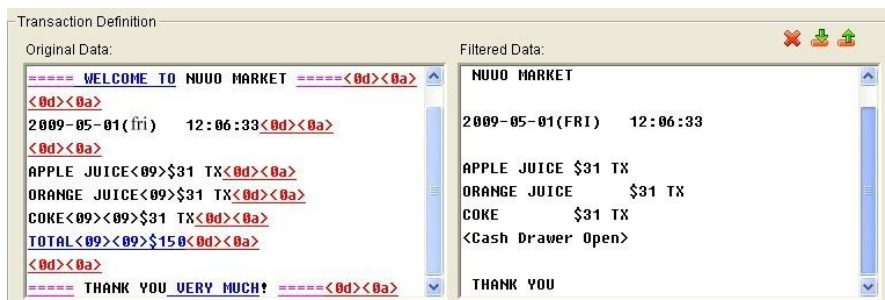 Transaction Definition
Original Data:
===== WELCOME TO NUUO MARKET =====<0d><0a>
<0d><0a>
2009-05-01(fri) 12:06:33<0d><0a>
<0d><0a>
APPLE JUICE<09>$31 TX<0d><0a>
ORANGE JUICE<09>$31 TX<0d><0a>
COKE<09><09>$31 TX<0d><0a>
TOTAL<09><09>$150<0d><0a>
<0d><0a>
===== THANK YOU VERY MUCH! =====<0d><0a>
Filtered Data:
NUUO MARKET
2009-05-01(FRI) 12:06:33
APPLE JUICE $31 TX
ORANGE JUICE $31 TX
COKE $31 TX
<Cash Drawer Open>
THANK YOU